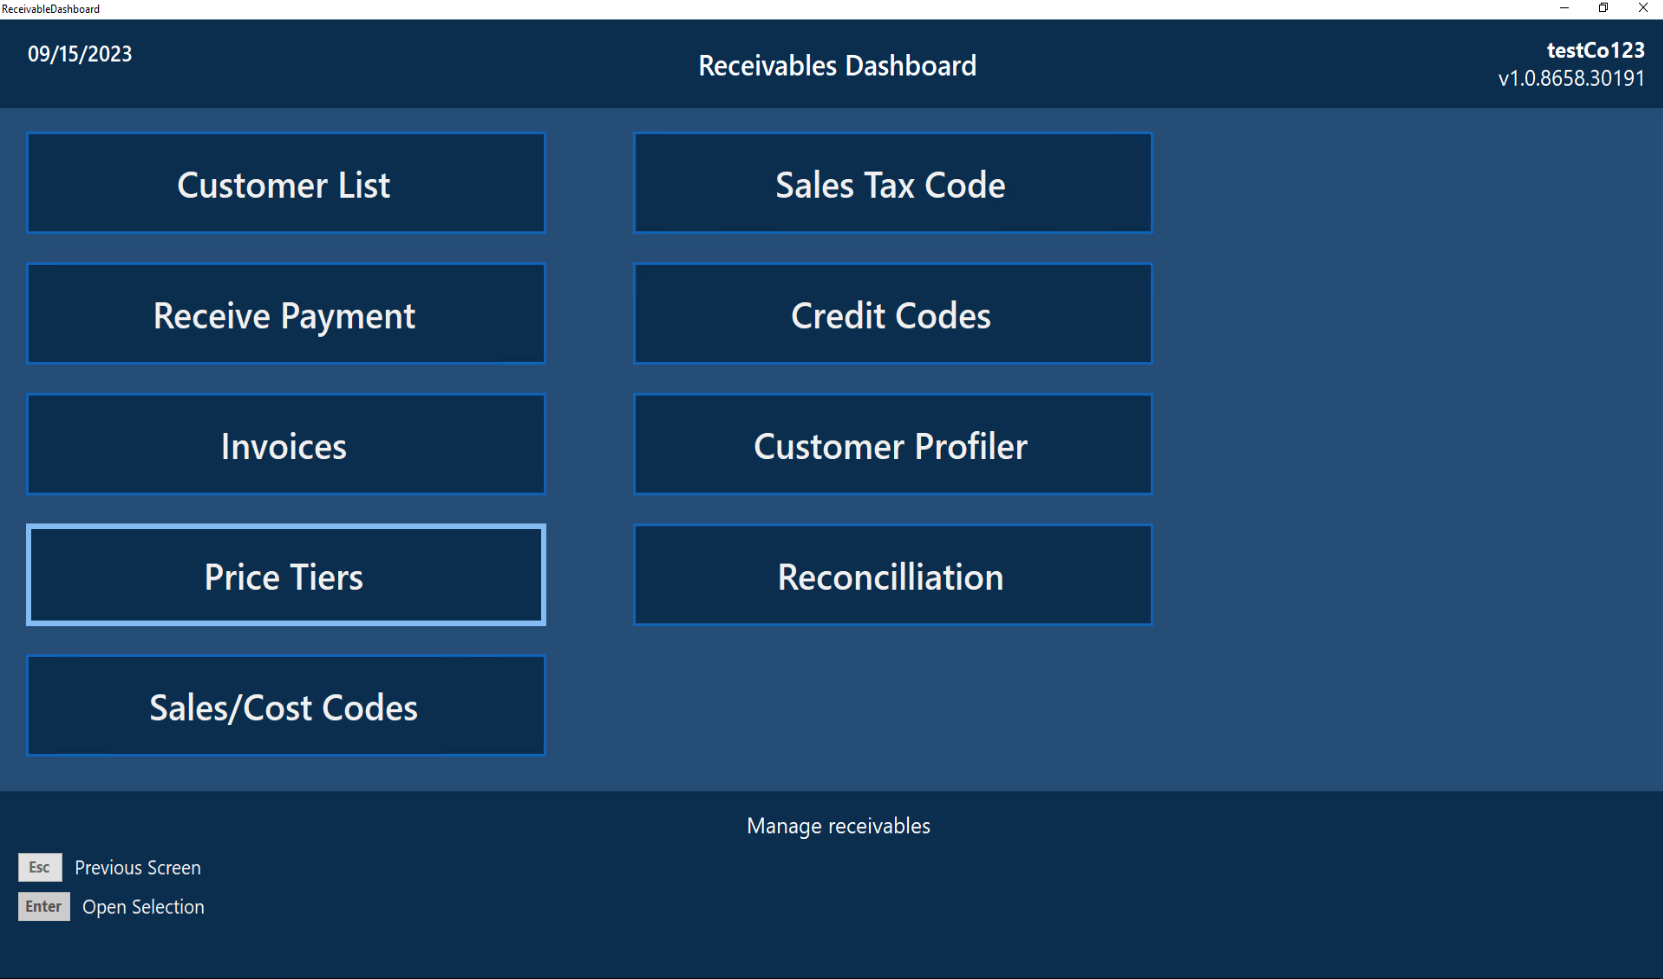 ReceivableDashboard
09/15/2023
Receivables Dashboard
testCo123
v1.0.8658.30191
Customer List
Sales Tax Code
Receive Payment
Credit Codes
Invoices
Customer Profiler
Price Tiers
Reconcilliation
Sales/Cost Codes
Manage receivables
Esc Previous Screen
Enter Open Selection